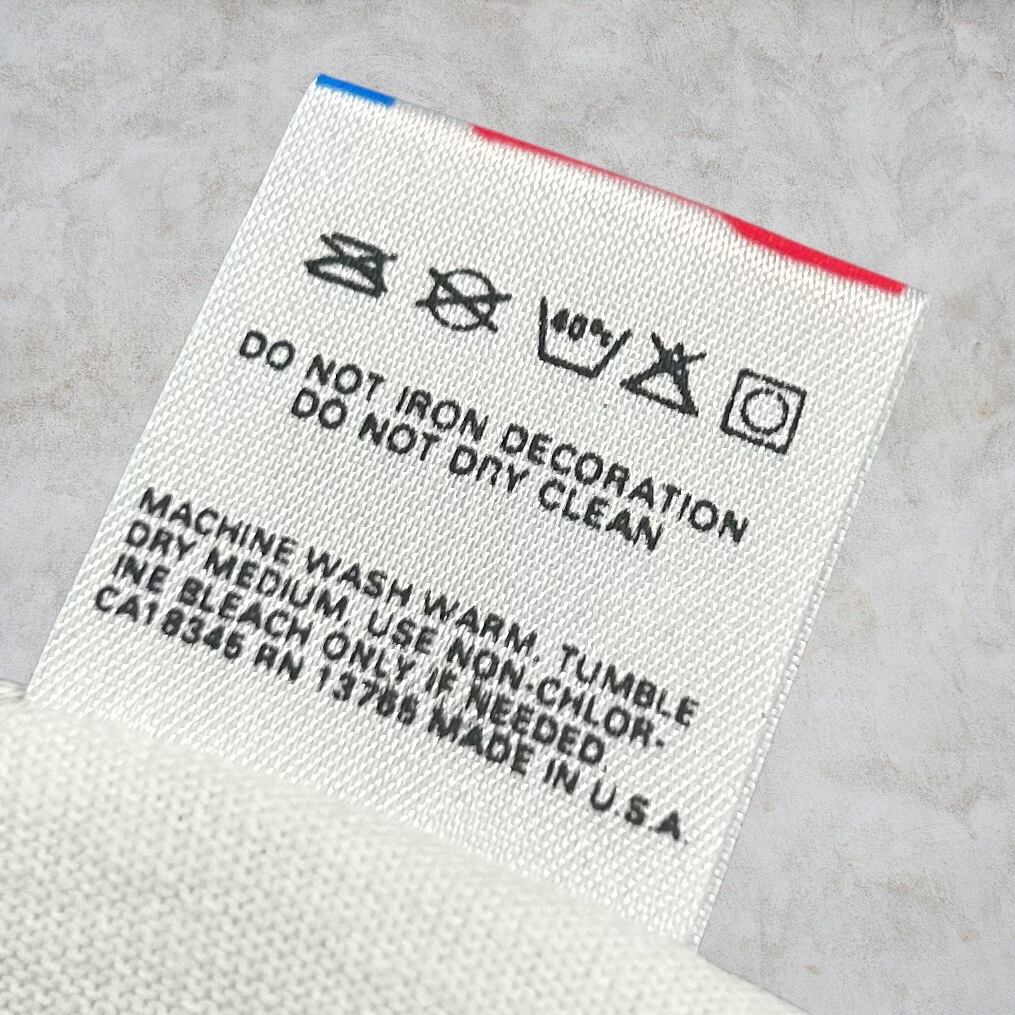 40°c
DO NOT IRON DECORATION
DO NOT DRY CLEAN
MACHINE WASH WARM, TUMBLE
DRY MEDIUM, USE NON-CHLOR-
INE BLEACH ONLY IF NEEDED.
CA18345 RN 13765 MADE IN U.S.A.